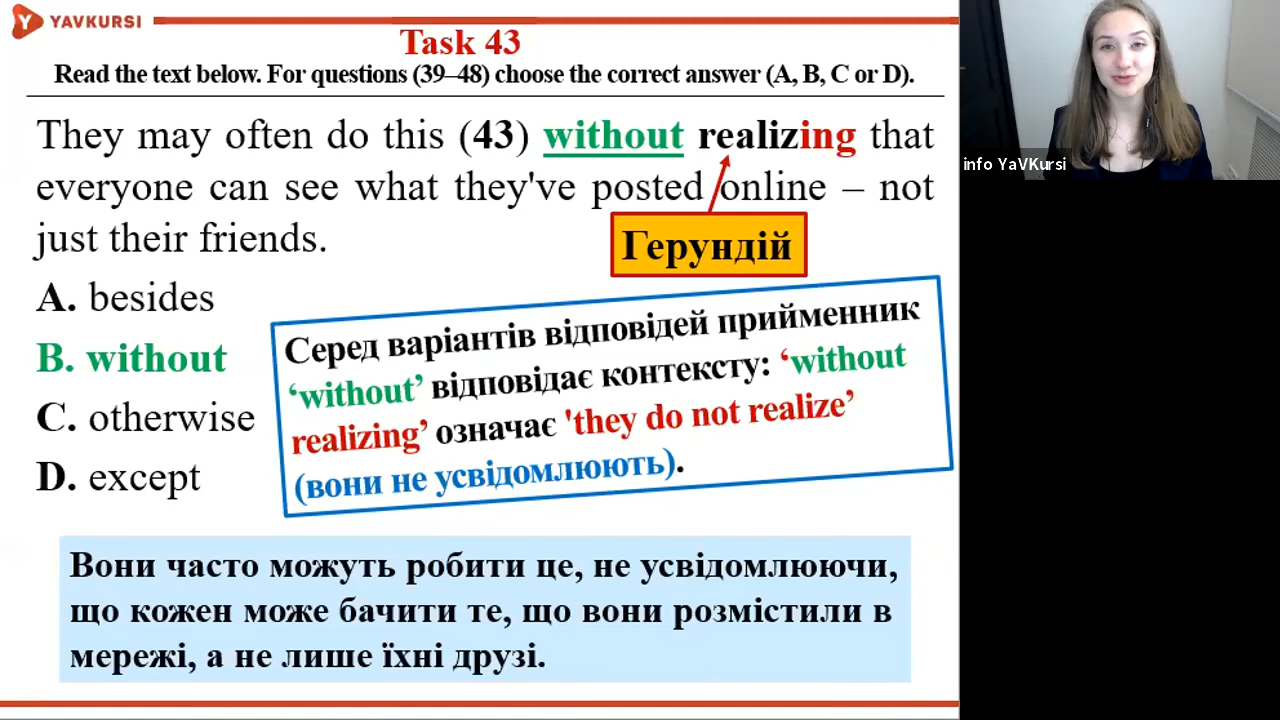 YAVKURSI
Task 43
Read the text below. For questions (39–48) choose the correct answer (A, B, C or D).
They may often do this (43) without realizing that
everyone can see what they've posted online – not
just their friends.
Герундій
A. besides
B. without
C. otherwise
D. except
Серед варіантів відповідей прийменник
‘without’ відповідає контексту: ‘without
realizing’ означає 'they do not realize’
(вони не усвідомлюють).
Вони часто можуть робити це, не усвідомлюючи,
що кожен може бачити те, що вони розмістили в
мережі, а не лише їхні друзі.
info YaVKursi